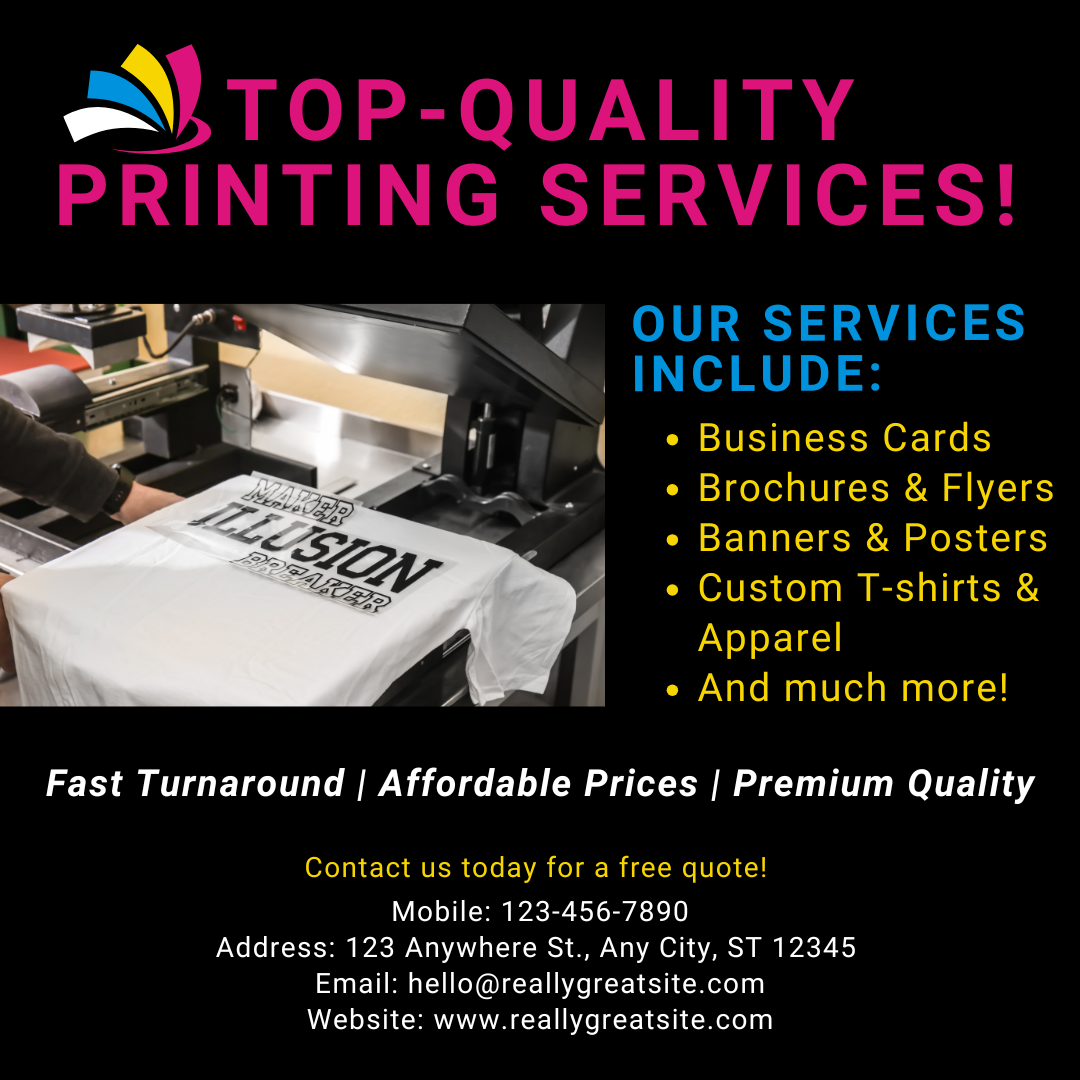 TOP-QUALITY
PRINTING SERVICES!
OUR SERVICES
INCLUDE:
• Business Cards
• Brochures & Flyers
• Banners & Posters
• Custom T-shirts &
Apparel
• And much more!
MAKER
ILLUSION
BREAKER
Fast Turnaround | Affordable Prices | Premium Quality
Contact us today for a free quote!
Mobile: 123-456-7890
Address: 123 Anywhere St., Any City, ST 12345
Email: hello@reallygreatsite.com
Website: www.reallygreatsite.com